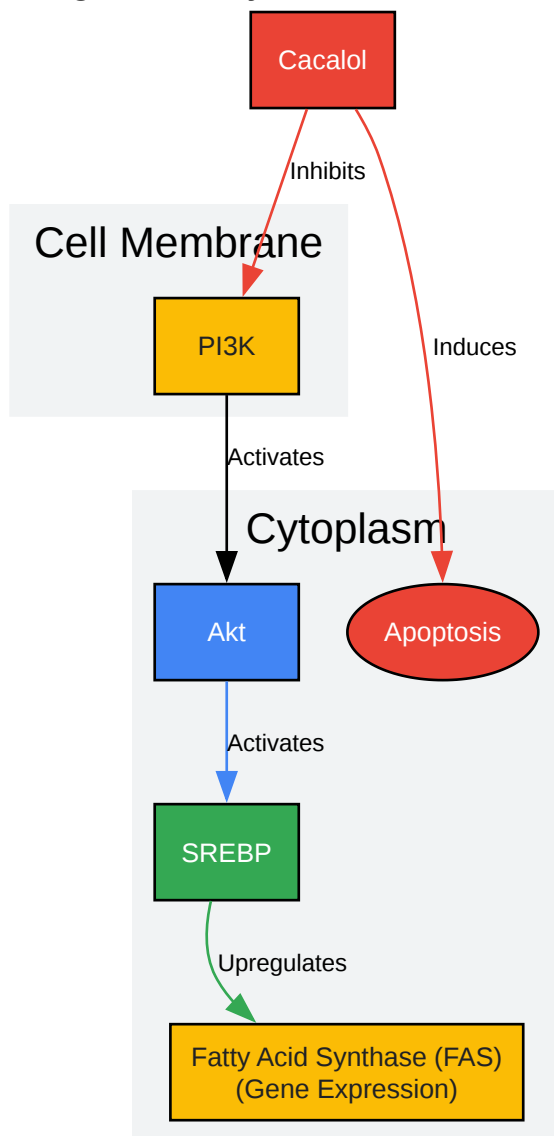 Cacalol
Inhibits
Cell Membrane
PI3K
Induces
Activates
Cytoplasm
Akt
Apoptosis
Activates
SREBP
Upregulates
Fatty Acid Synthase (FAS)
(Gene Expression)